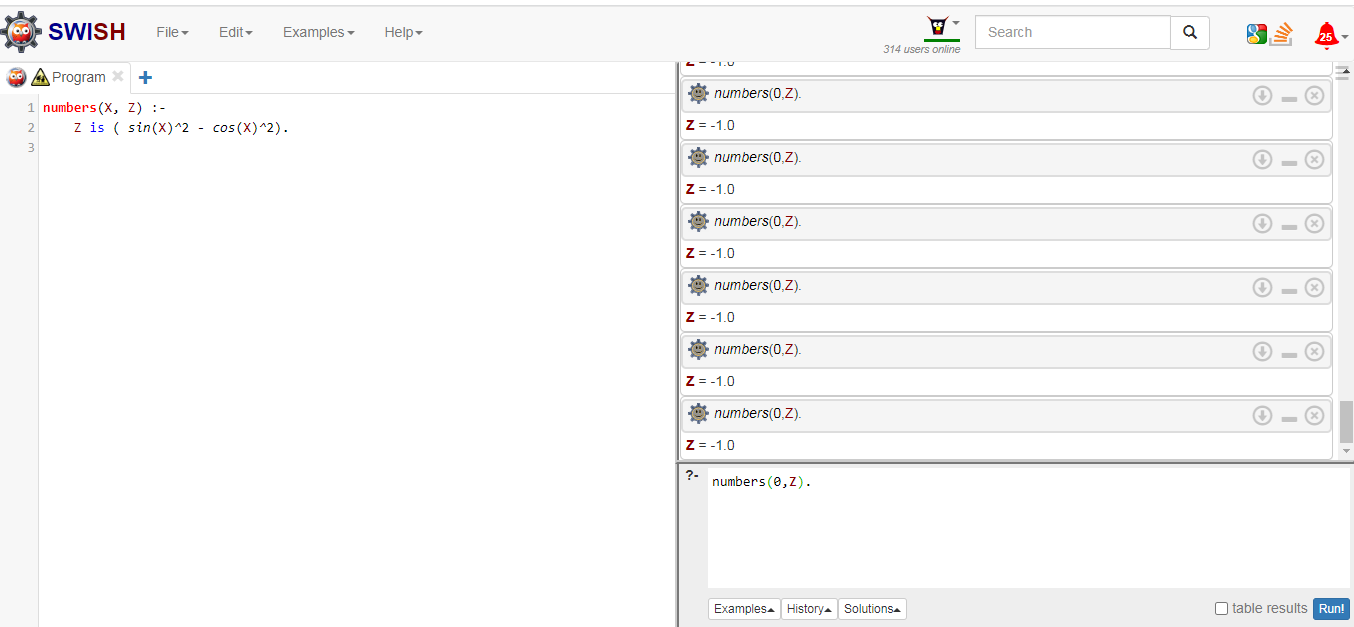 SWISH File Edit Examples Help 314 users online Search 25
Program
1 numbers(X, Z) :-
2 Z is ( sin(X)^2 - cos(X)^2).
3
numbers(0,Z).
Z = -1.0
numbers(0,Z).
Z = -1.0
numbers(0,Z).
Z = -1.0
numbers(0,Z).
Z = -1.0
numbers(0,Z).
Z = -1.0
numbers(0,Z).
Z = -1.0
?- numbers(0,Z).
Examples History Solutions table results Run!